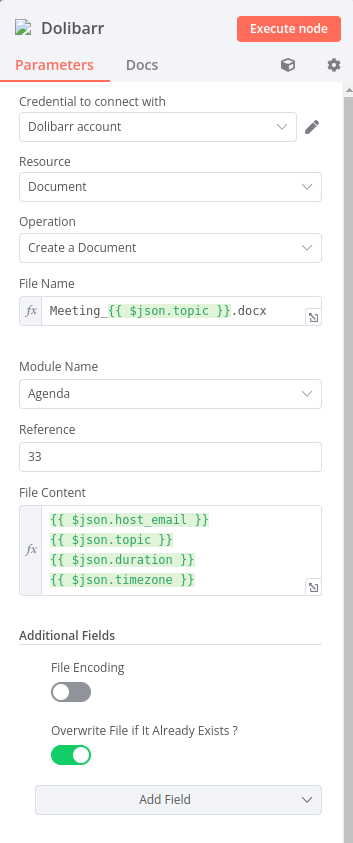 Dolibarr
Execute node
Parameters
Docs
Credential to connect with
Dolibarr account
Resource
Document
Operation
Create a Document
File Name
fx Meeting_{{ $json.topic }}.docx
Module Name
Agenda
Reference
33
File Content
{{ $json.host_email }}
{{ $json.topic }}
fx {{ $json.duration }}
{{ $json.timezone }}
Additional Fields
File Encoding
Overwrite File if It Already Exists ?
Add Field